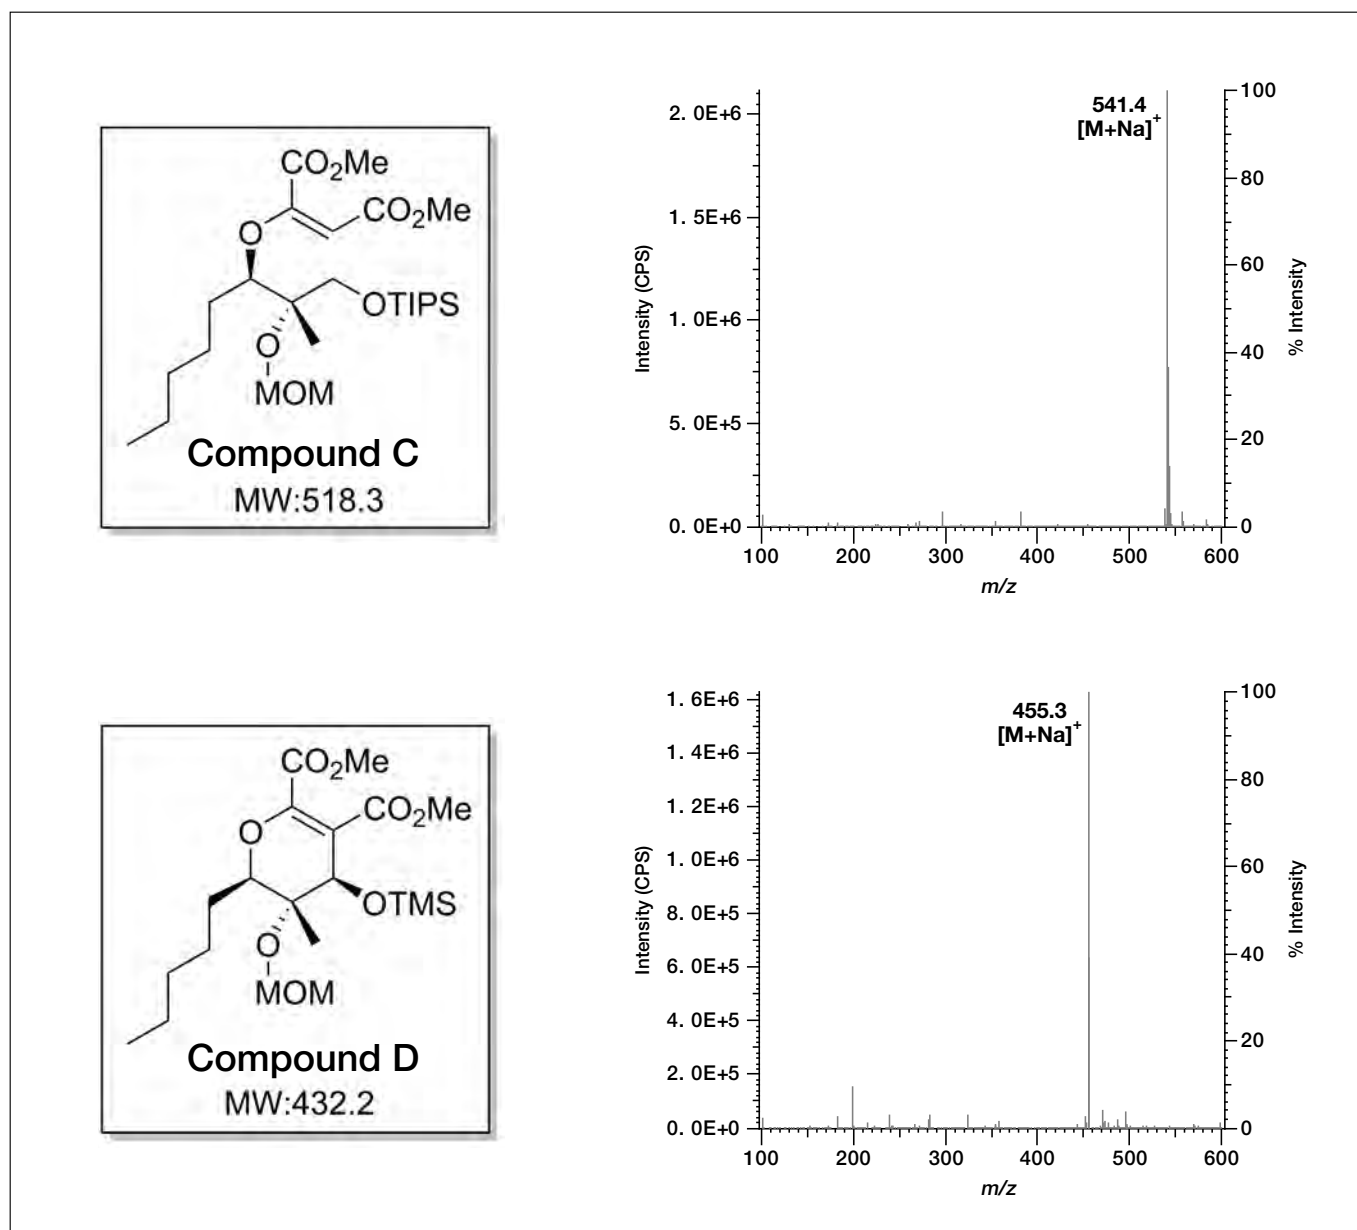 CO₂Me
CO₂Me
O
OTIPS
O
MOM
Compound C
MW:518.3
541.4
[M+Na]⁺
2. 0E+6
1. 5E+6
1. 0E+6
5. 0E+5
0. 0E+0
Intensity (CPS)
100
80
60
40
20
0
% Intensity
100 200 300 400 500 600
m/z
CO₂Me
CO₂Me
O
OTMS
O
MOM
Compound D
MW:432.2
455.3
[M+Na]⁺
1. 6E+6
1. 4E+6
1. 2E+6
1. 0E+6
8. 0E+5
6. 0E+5
4. 0E+5
2. 0E+5
0. 0E+0
Intensity (CPS)
100
80
60
40
20
0
% Intensity
100 200 300 400 500 600
m/z